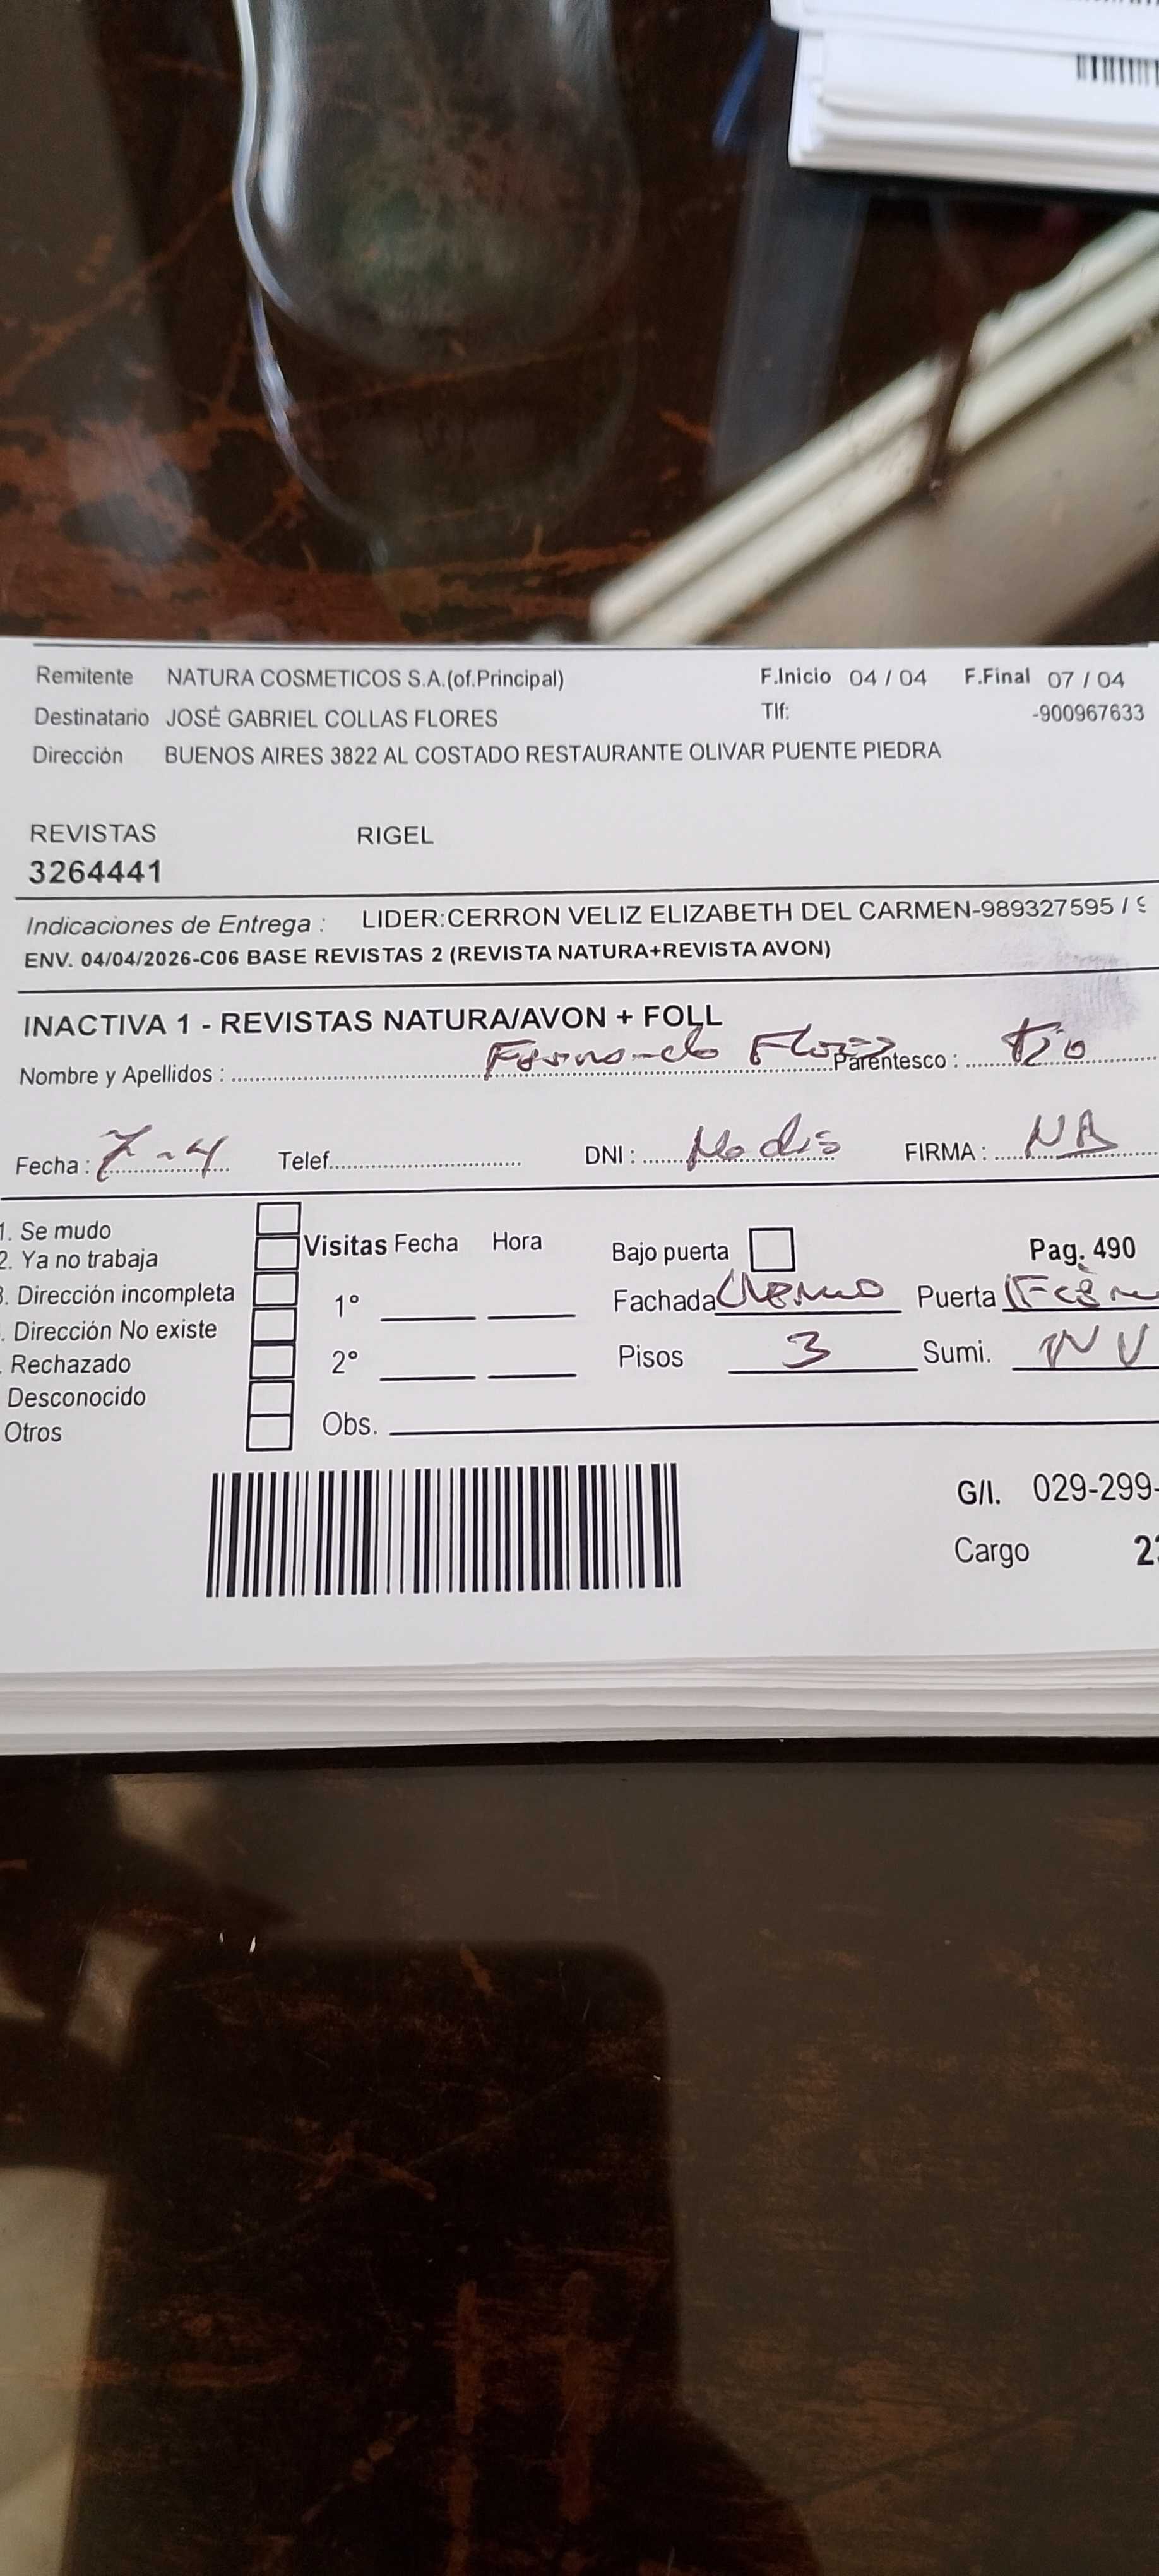 Remitente NATURA COSMETICOS S.A.(of.Principal) F.Inicio 04 / 04 F.Final 07 / 04
Destinatario JOSÉ GABRIEL COLLAS FLORES Tlf: -900967633
Dirección BUENOS AIRES 3822 AL COSTADO RESTAURANTE OLIVAR PUENTE PIEDRA
REVISTAS RIGEL
3264441
Indicaciones de Entrega : LIDER:CERRON VELIZ ELIZABETH DEL CARMEN-989327595 /
ENV. 04/04/2026-C06 BASE REVISTAS 2 (REVISTA NATURA+REVISTA AVON)
INACTIVA 1 - REVISTAS NATURA/AVON + FOLL
Nombre y Apellidos : Fernando Flores Parentesco : tio
Fecha : 7-4 Telef. DNI : No dio FIRMA :
1. Se mudo
2. Ya no trabaja
. Dirección incompleta
. Dirección No existe
. Rechazado
Desconocido
Otros
Visitas Fecha Hora
1°
2°
Obs.
Bajo puerta Pag. 490
Fachada Puerta
Pisos 3 Sumi. NV
G/I. 029-299-
Cargo 2